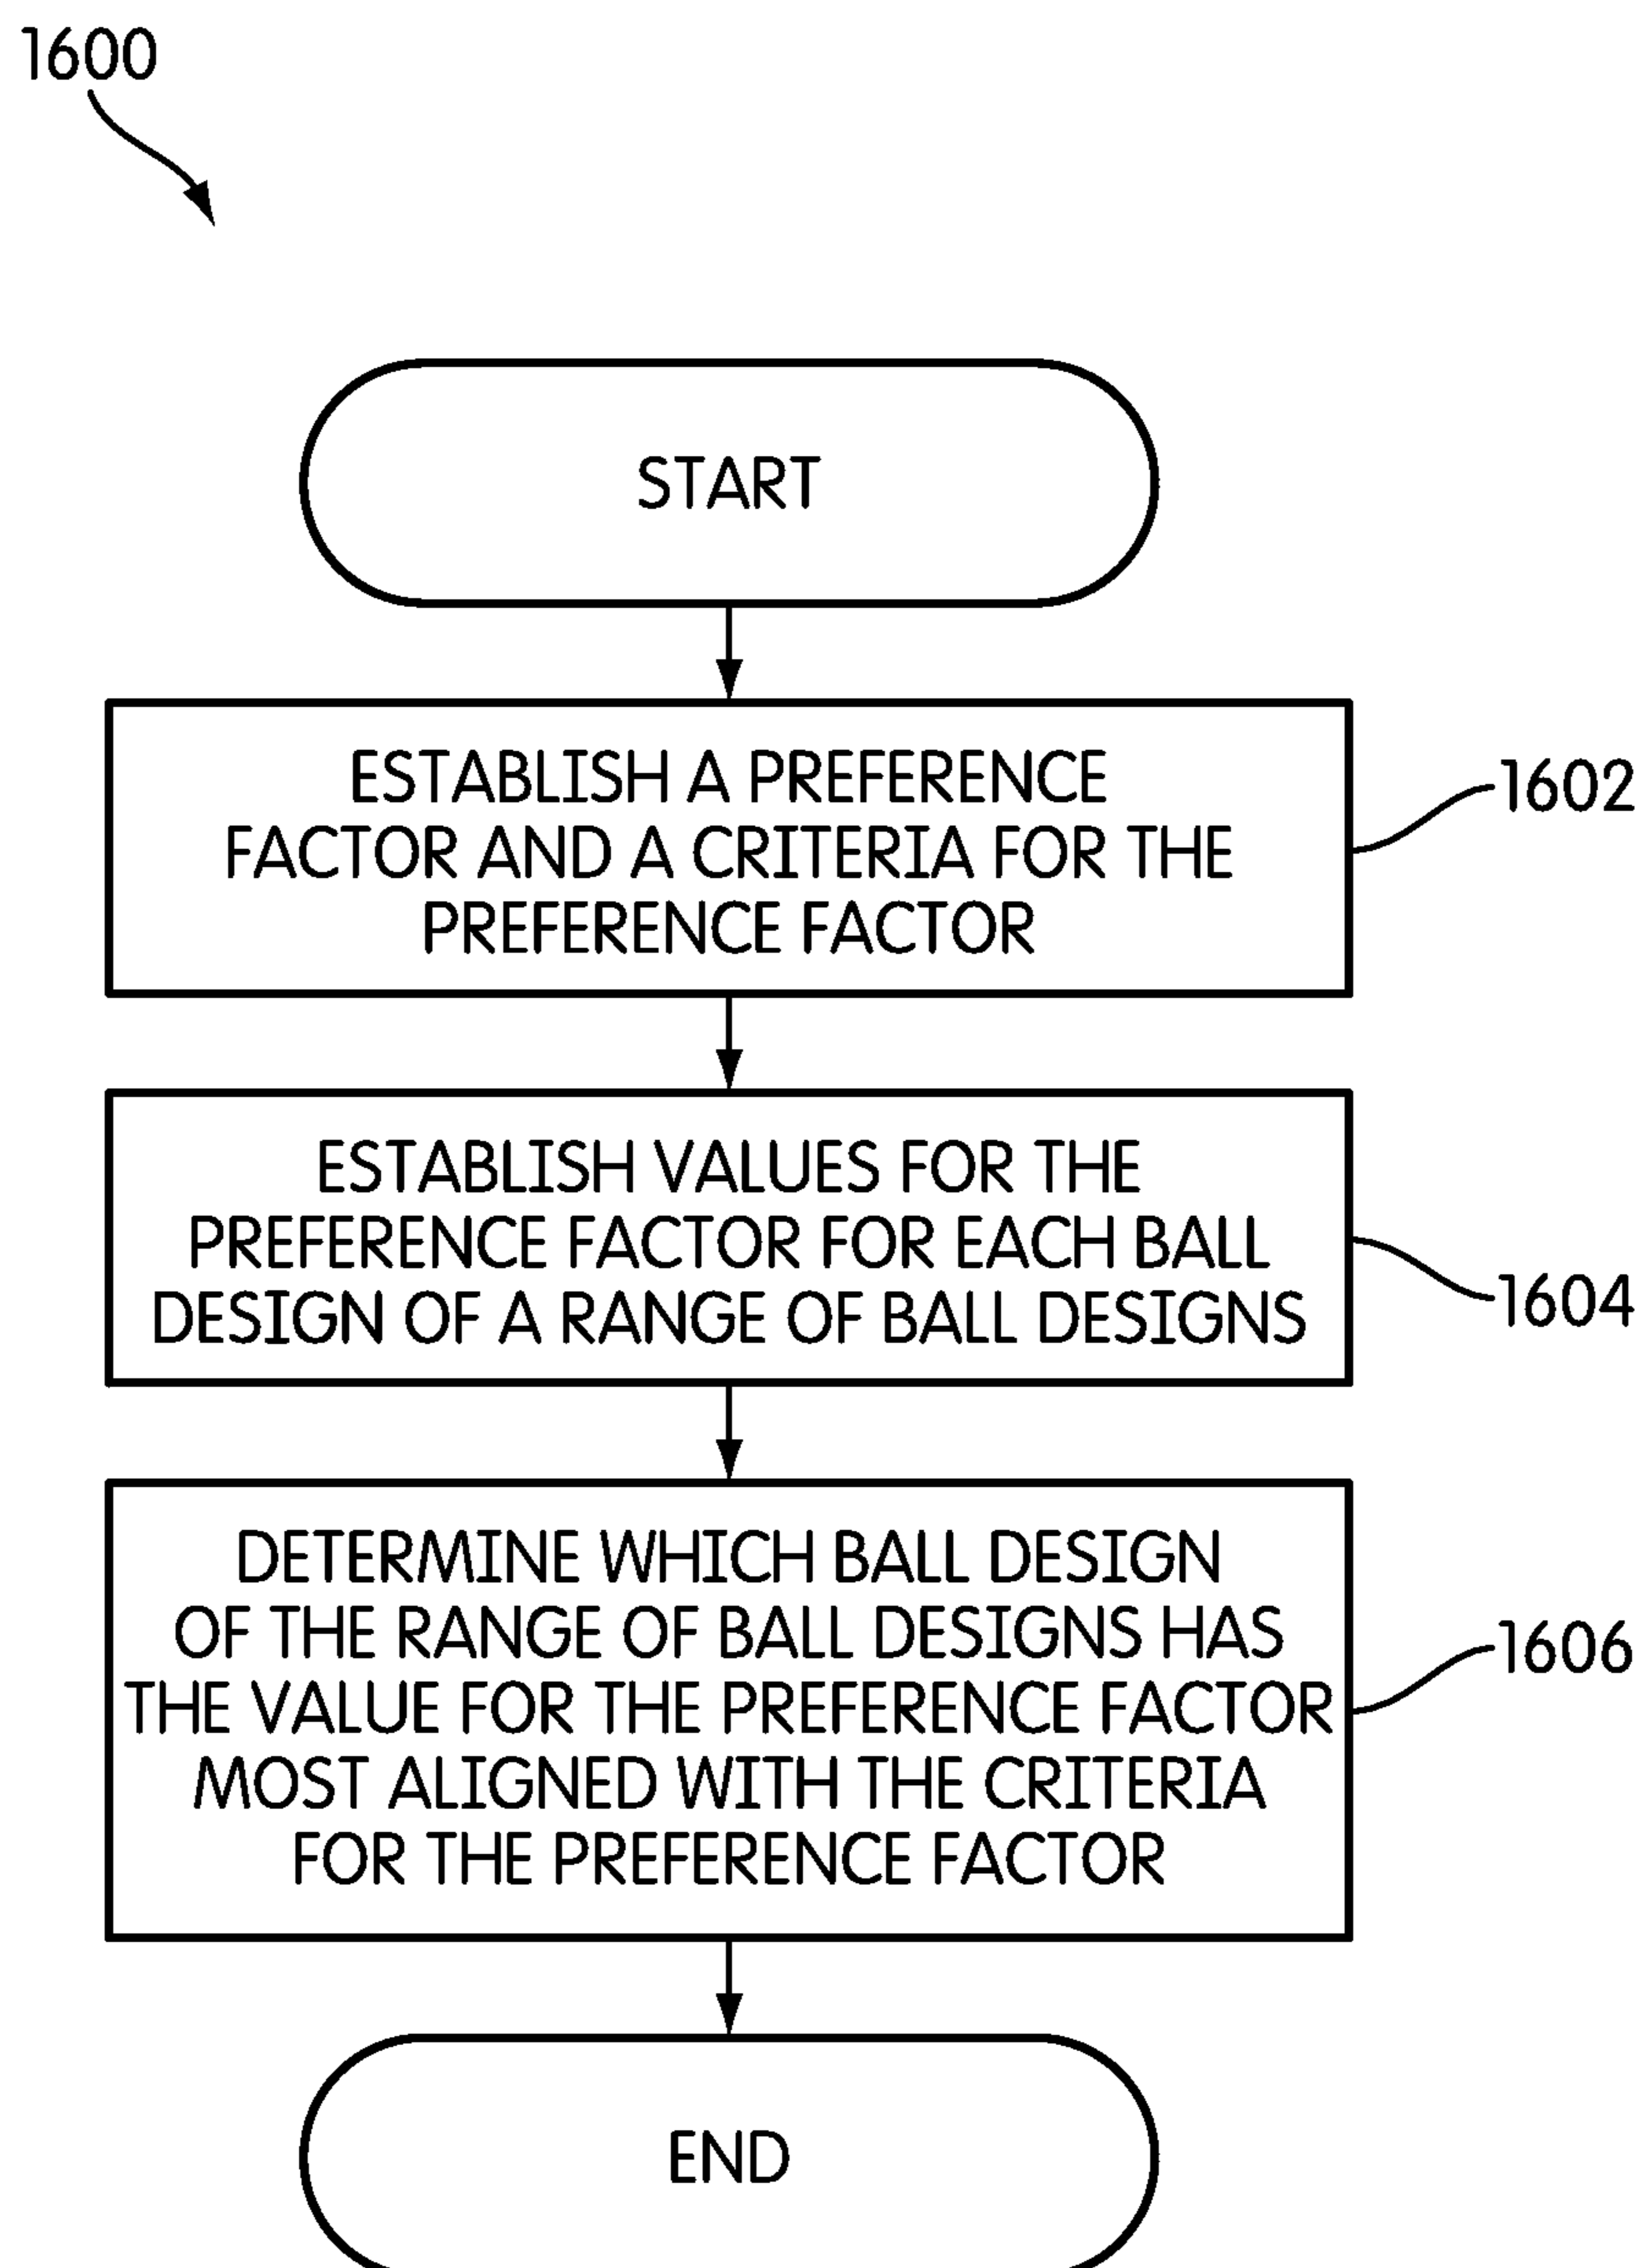 1600
START
ESTABLISH A PREFERENCE
FACTOR AND A CRITERIA FOR THE
PREFERENCE FACTOR
1602
ESTABLISH VALUES FOR THE
PREFERENCE FACTOR FOR EACH BALL
DESIGN OF A RANGE OF BALL DESIGNS
1604
DETERMINE WHICH BALL DESIGN
OF THE RANGE OF BALL DESIGNS HAS
THE VALUE FOR THE PREFERENCE FACTOR
MOST ALIGNED WITH THE CRITERIA
FOR THE PREFERENCE FACTOR
1606
END